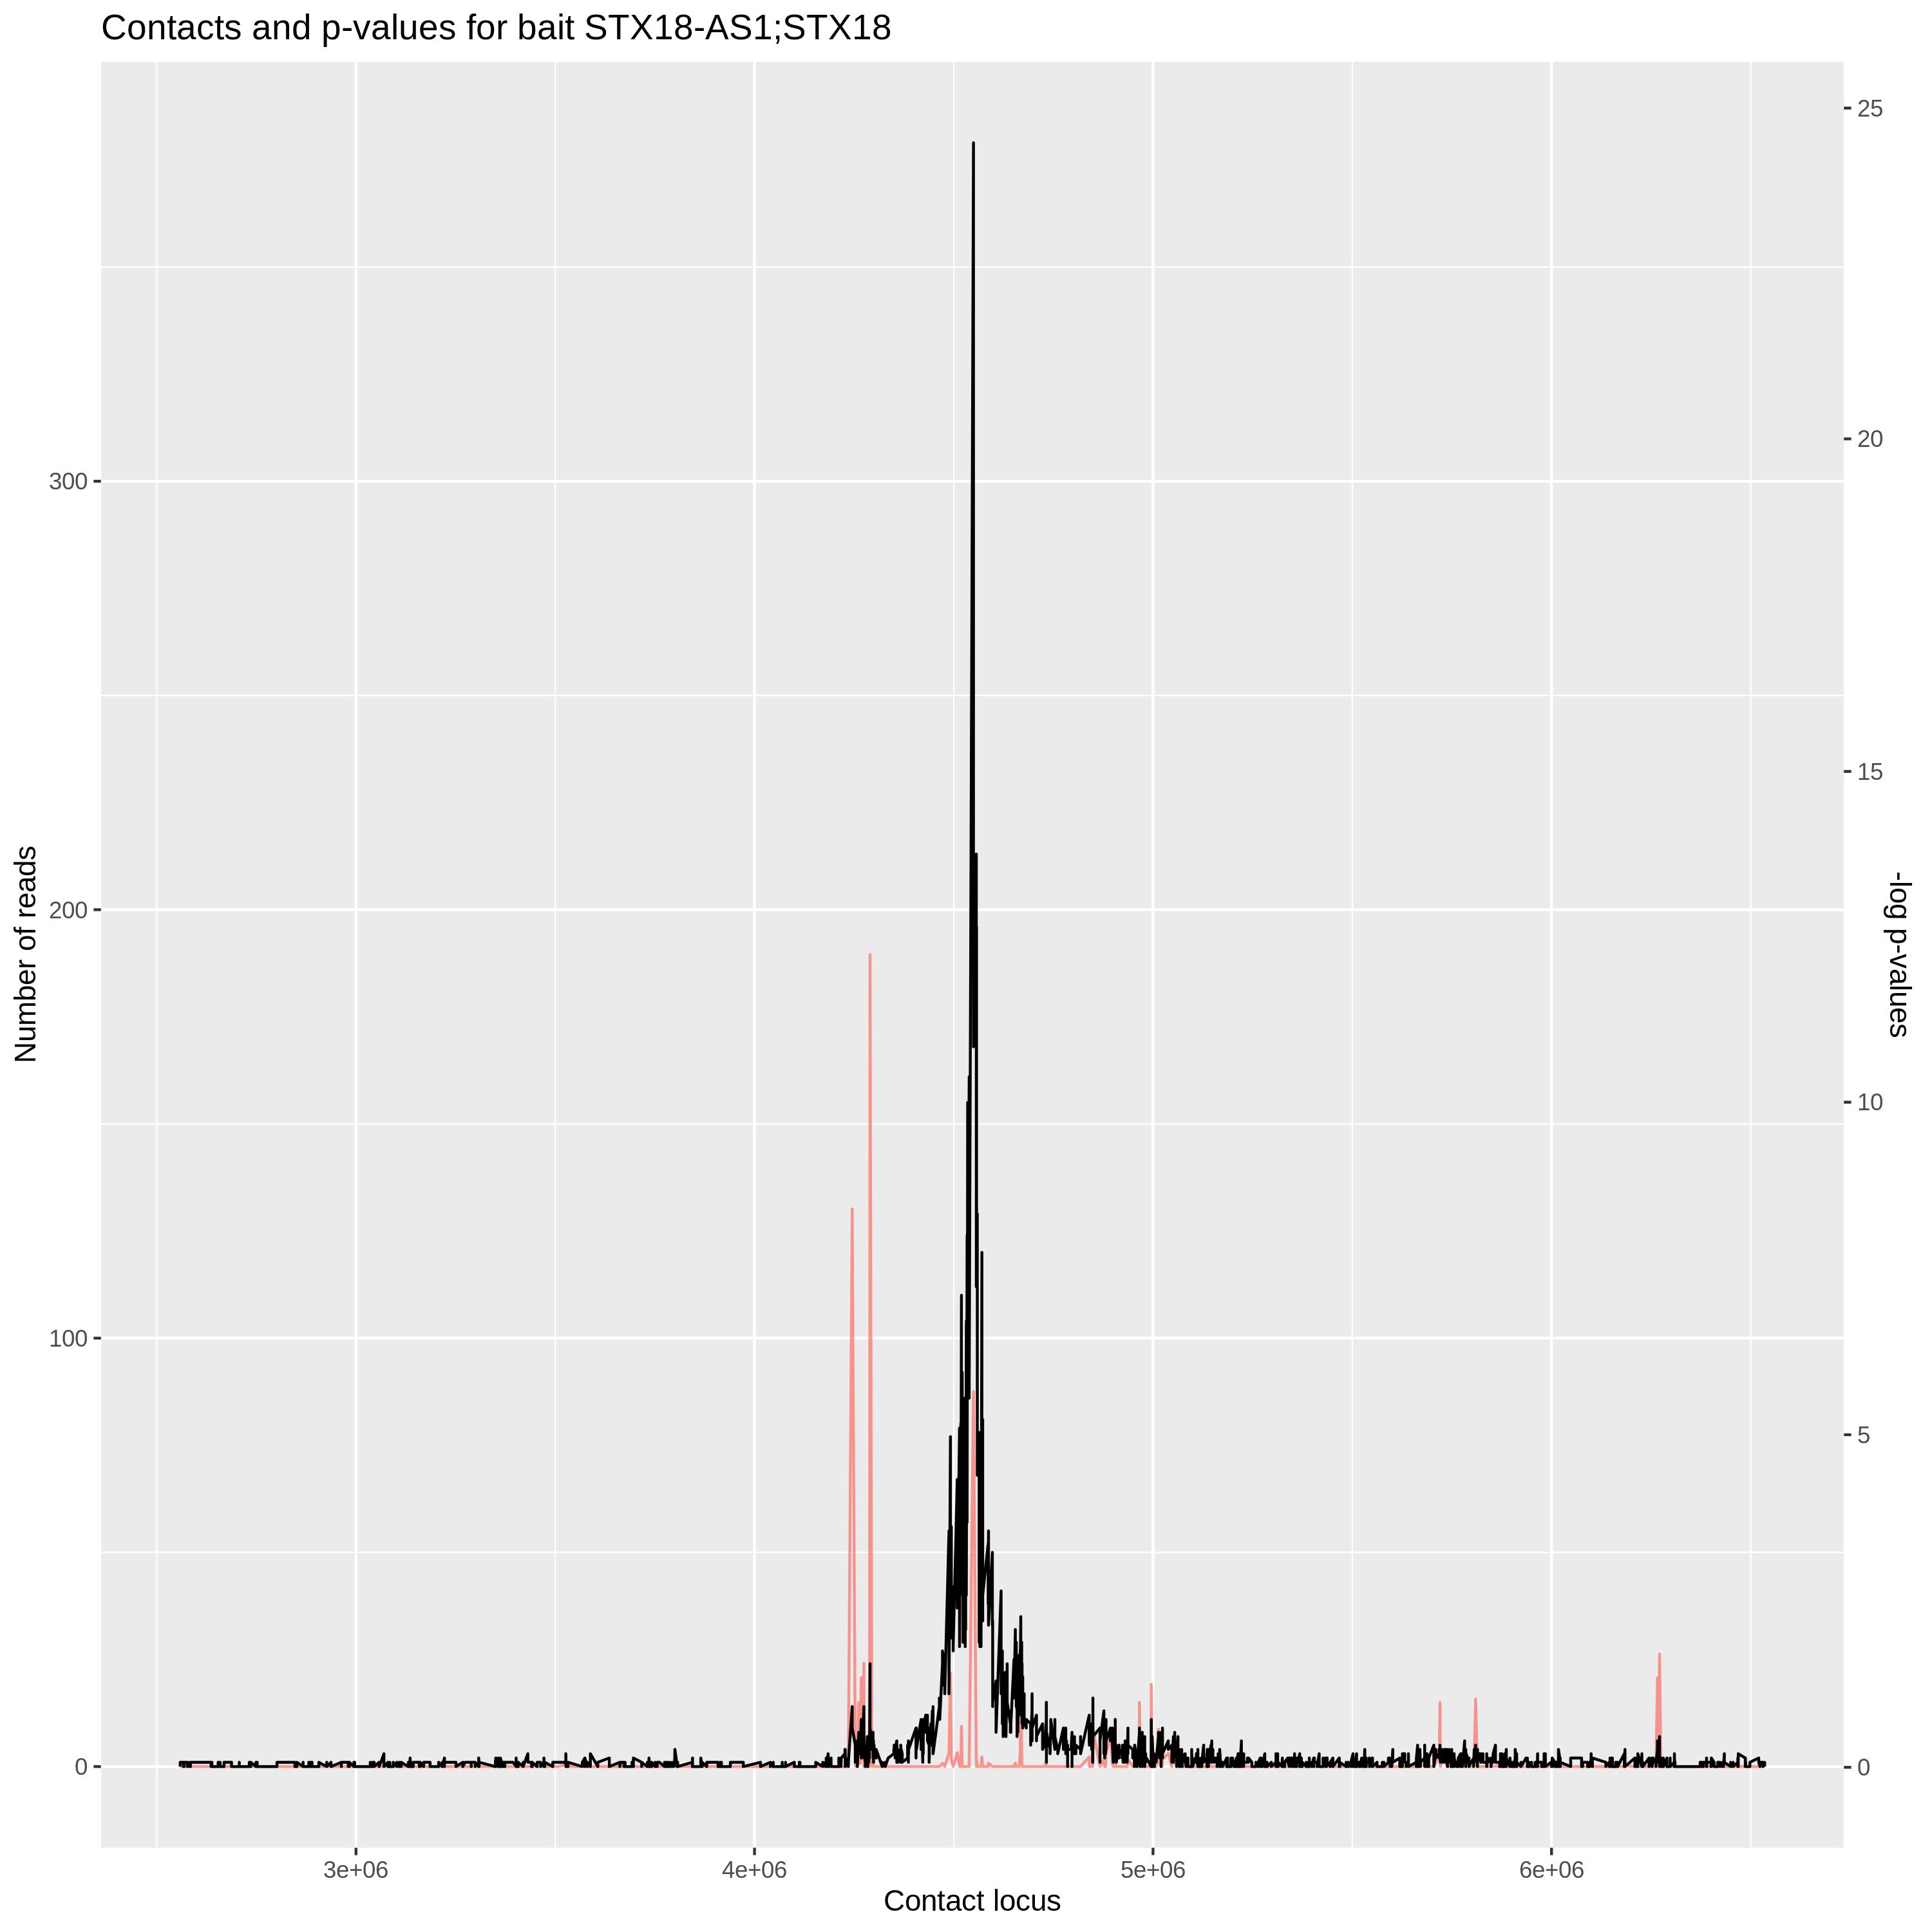 Contacts and p-values for bait STX18-AS1;STX18
Number of reads
300
200
100
0
25
20
15
10
5
0
-log p-values
3e+06
4e+06
5e+06
6e+06
Contact locus